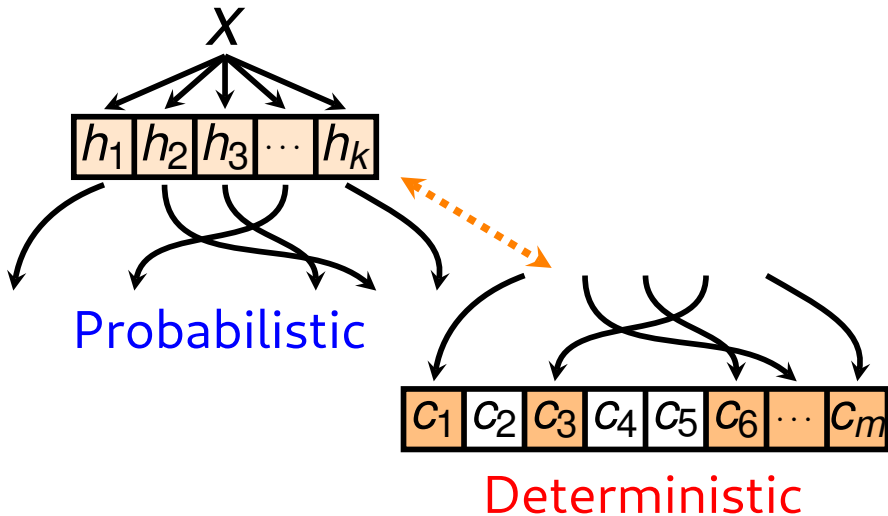 x
h1 h2 h3 ... hk
Probabilistic
c1 c2 c3 c4 c5 c6 ... cm
Deterministic